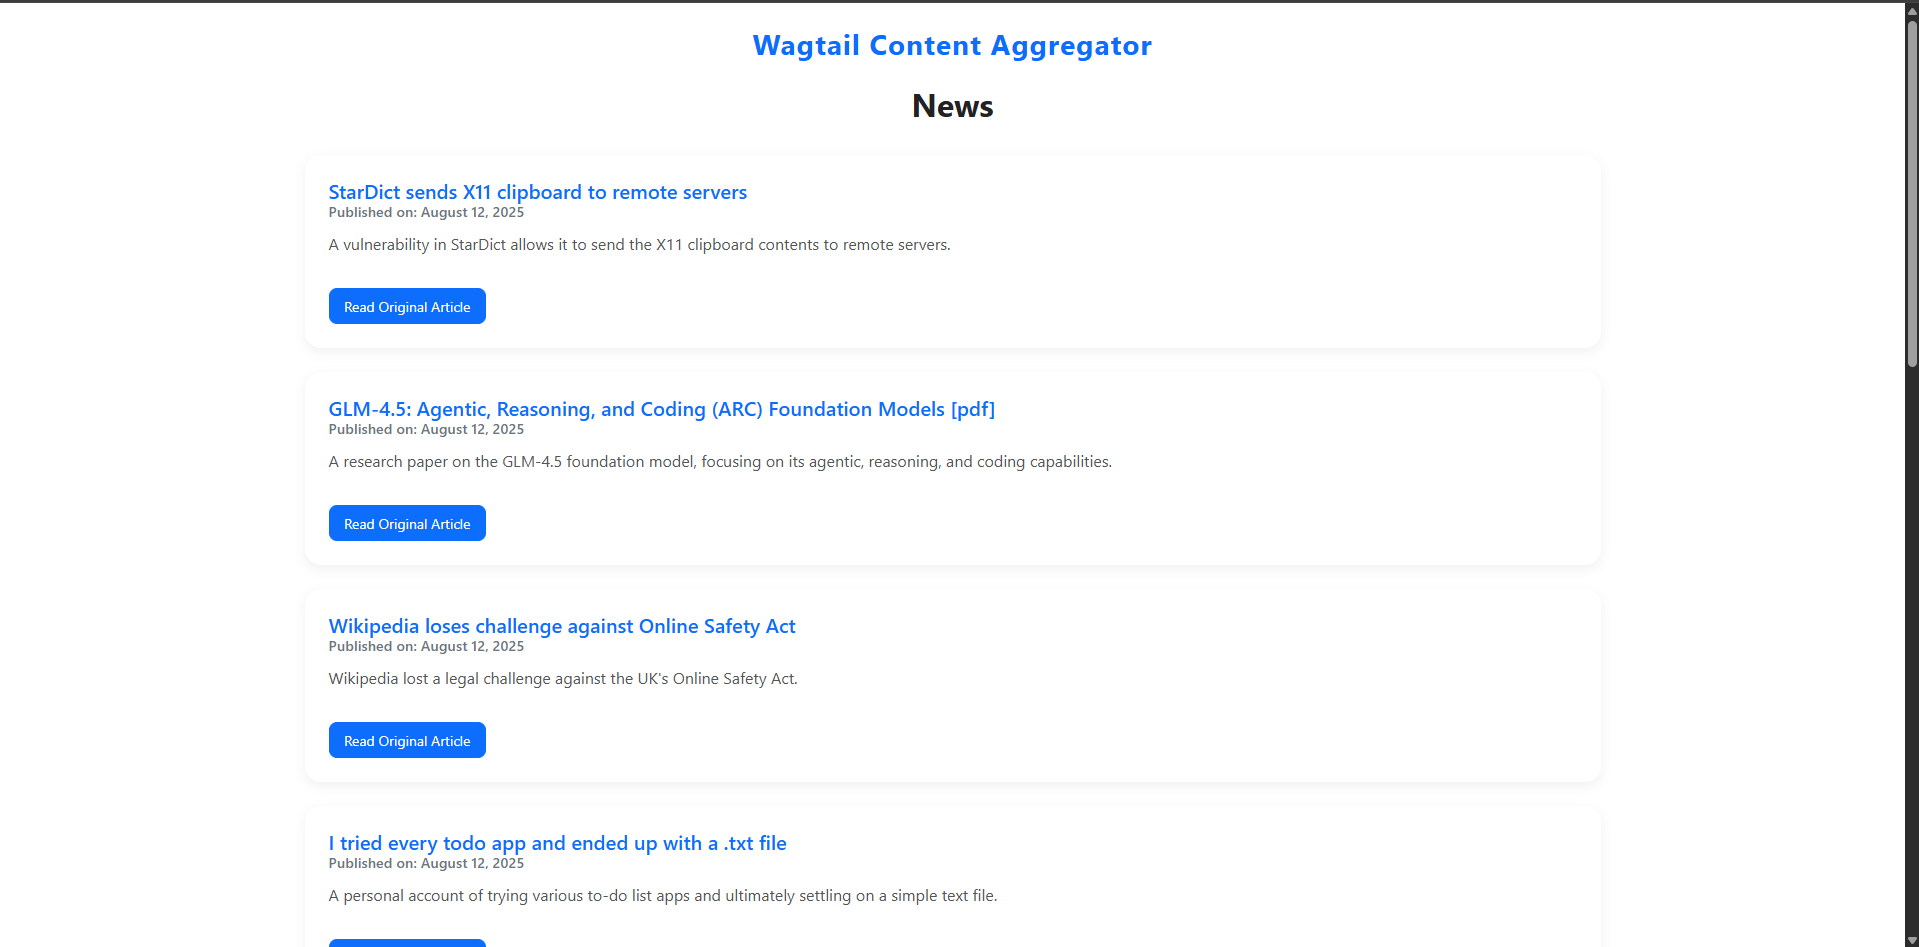 Wagtail Content Aggregator
News
StarDict sends X11 clipboard to remote servers
Published on: August 12, 2025
A vulnerability in StarDict allows it to send the X11 clipboard contents to remote servers.
Read Original Article
GLM-4.5: Agentic, Reasoning, and Coding (ARC) Foundation Models [pdf]
Published on: August 12, 2025
A research paper on the GLM-4.5 foundation model, focusing on its agentic, reasoning, and coding capabilities.
Read Original Article
Wikipedia loses challenge against Online Safety Act
Published on: August 12, 2025
Wikipedia lost a legal challenge against the UK's Online Safety Act.
Read Original Article
I tried every todo app and ended up with a .txt file
Published on: August 12, 2025
A personal account of trying various to-do list apps and ultimately settling on a simple text file.